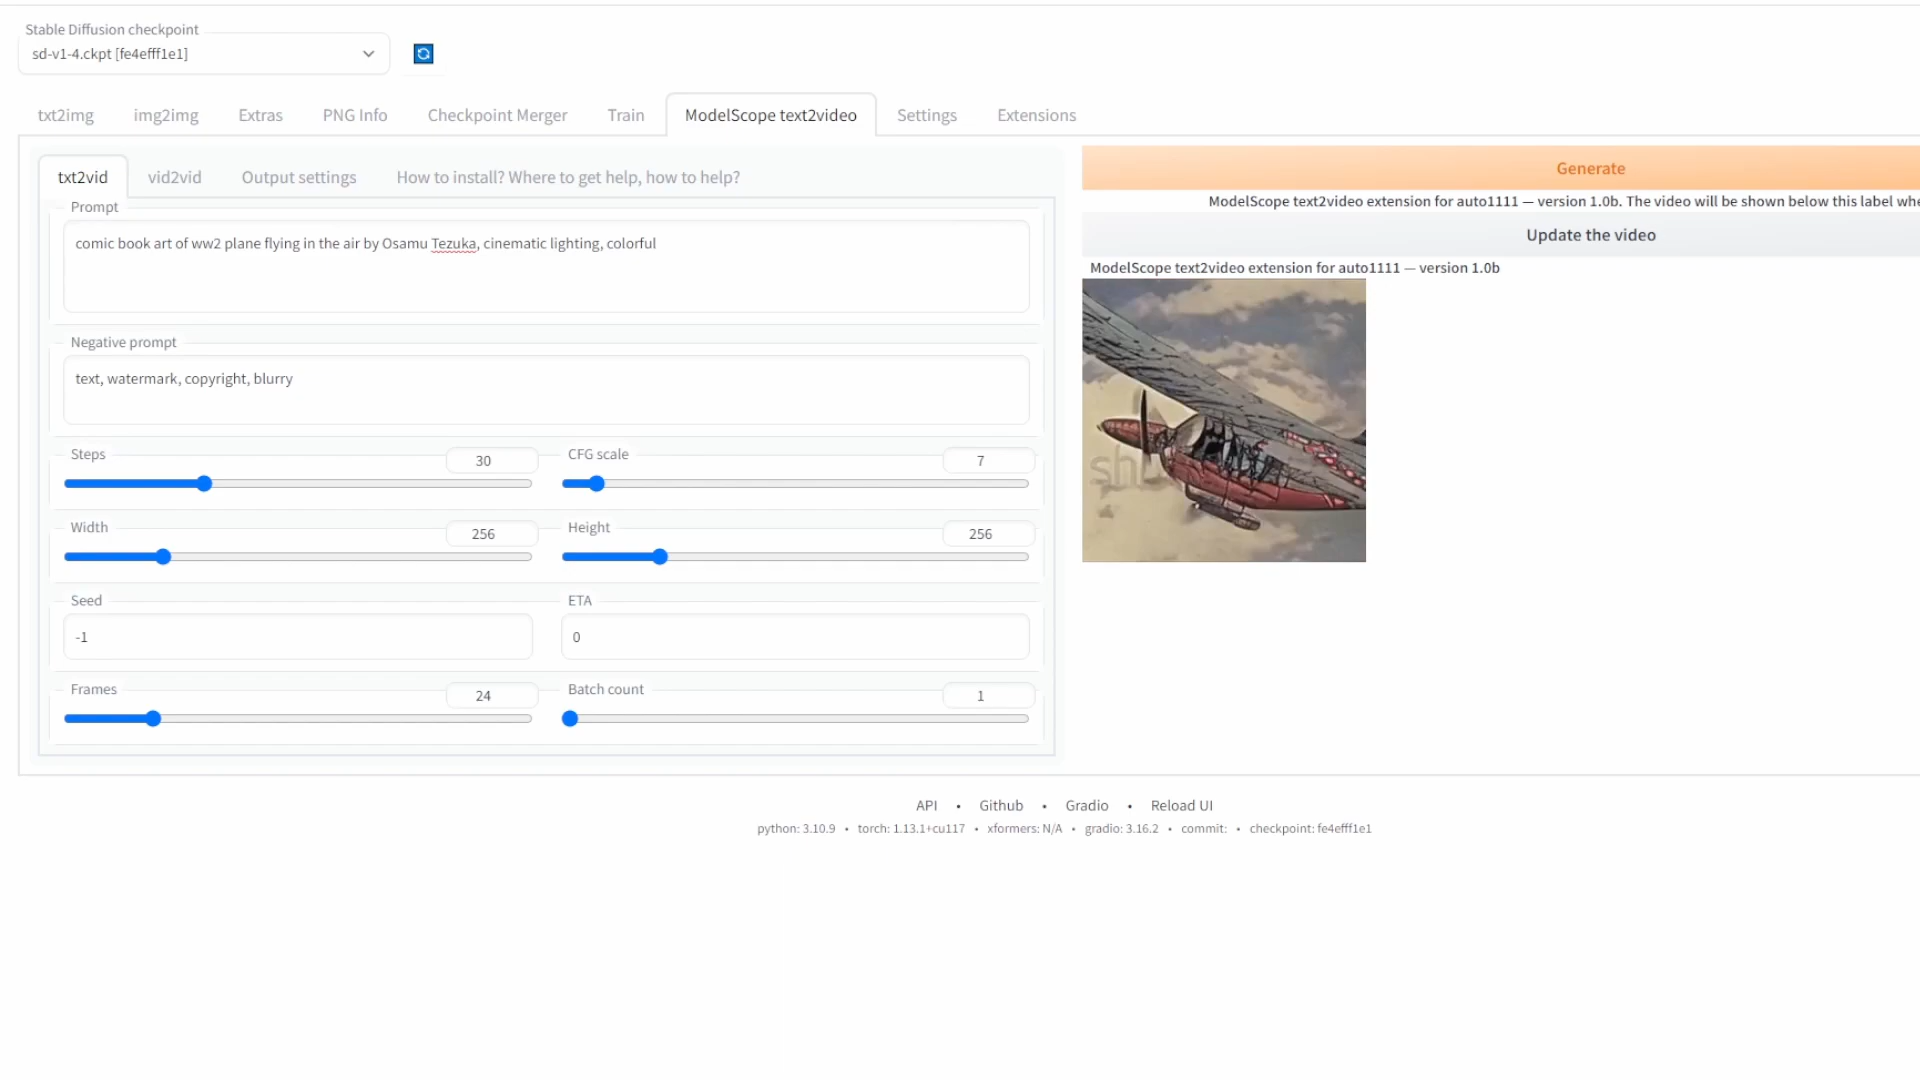 Stable Diffusion checkpoint
sd-v1-4.ckpt [fe4efff1e1]
txt2img img2img Extras PNG Info Checkpoint Merger Train ModelScope text2video Settings Extensions
txt2vid vid2vid Output settings How to install? Where to get help, how to help?
Prompt
comic book art of ww2 plane flying in the air by Osamu Tezuka, cinematic lighting, colorful
Negative prompt
text, watermark, copyright, blurry
Steps 30 CFG scale 7
Width 256 Height 256
Seed ETA
-1 0
Frames 24 Batch count 1
Generate
ModelScope text2video extension for auto1111 — version 1.0b. The video will be shown below this label
Update the video
ModelScope text2video extension for auto1111 — version 1.0b
API • Github • Gradio • Reload UI
python: 3.10.9 • torch: 1.13.1+cu117 • xformers: N/A • gradio: 3.16.2 • commit: • checkpoint: fe4efff1e1